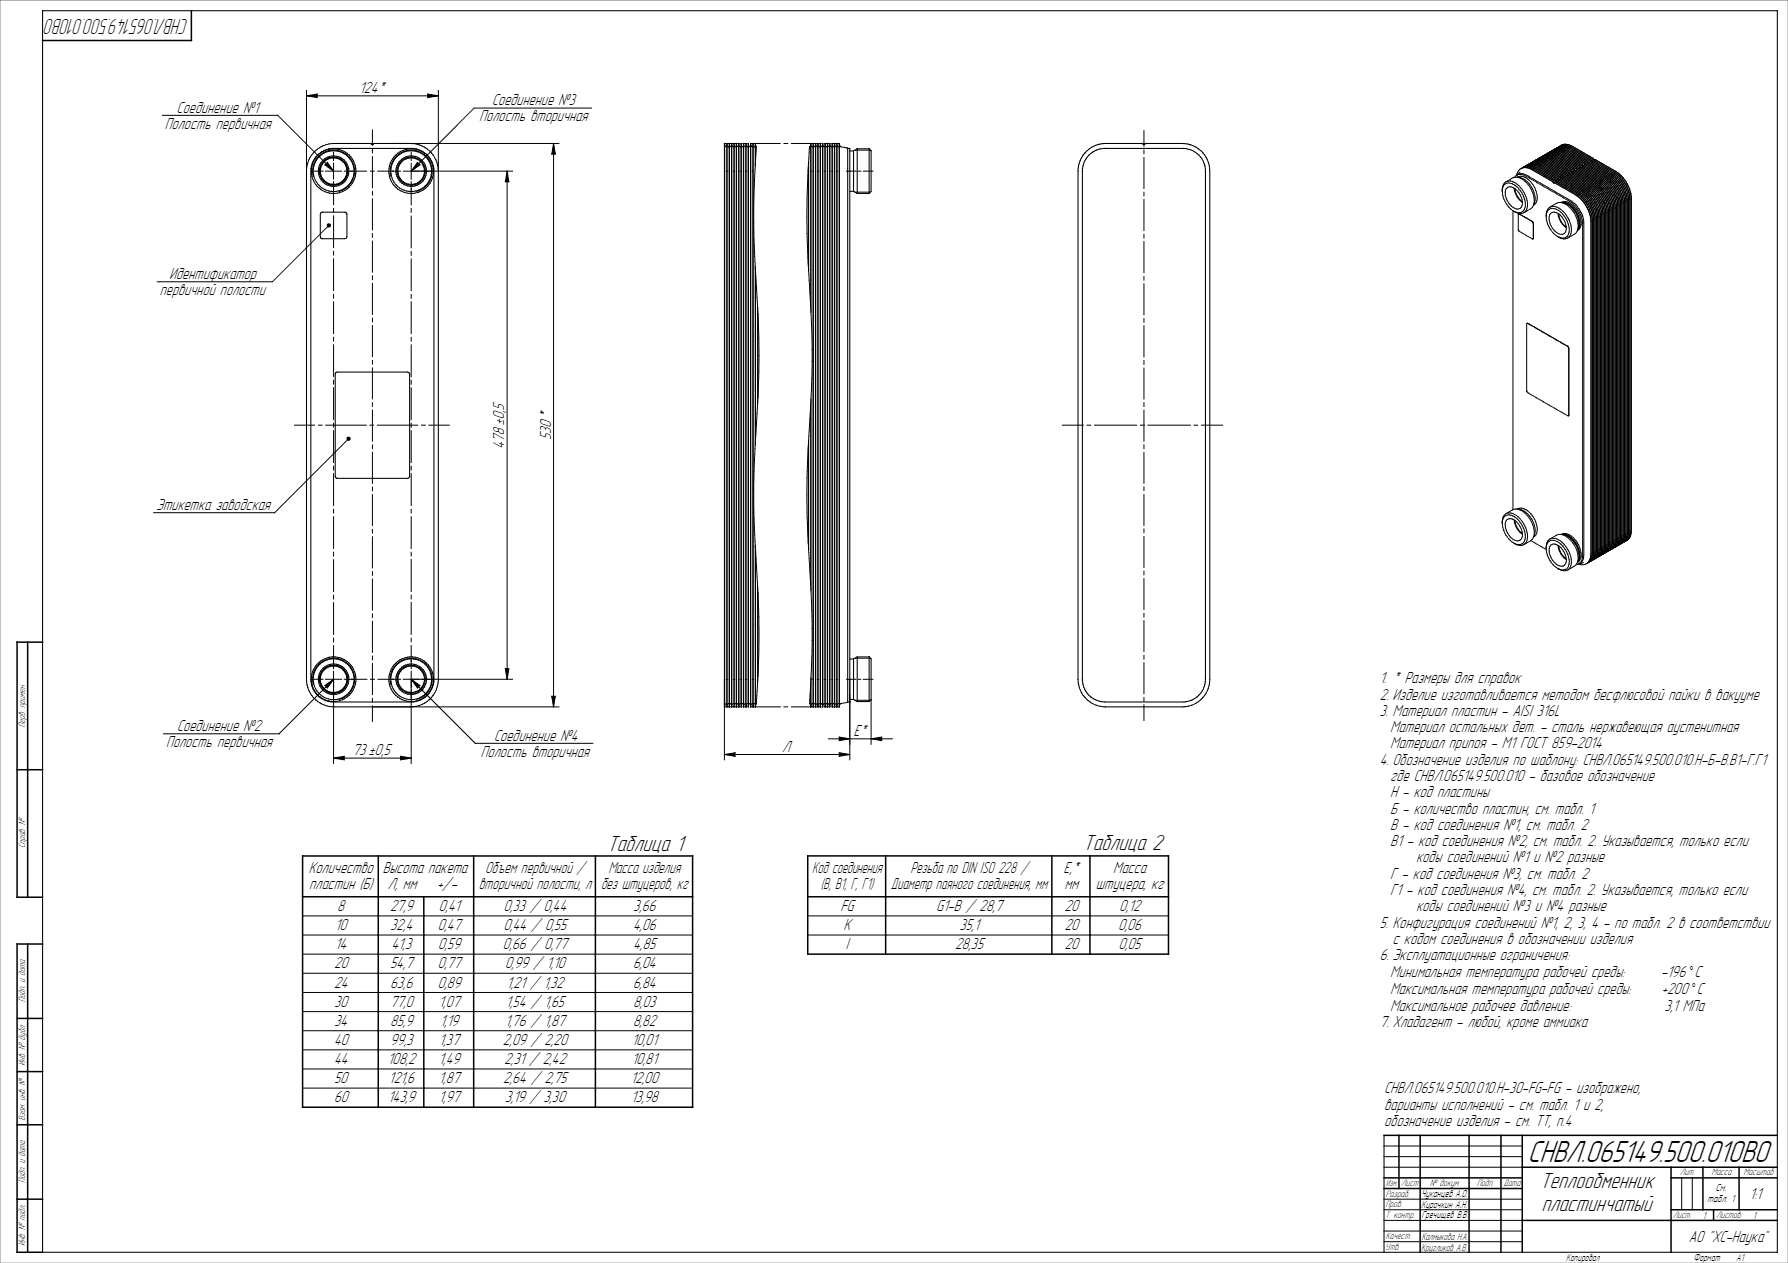 СНВЛ.065149.500.010ВО
124*
Соединение №1
Полость первичная
Соединение №3
Полость вторичная
Идентификатор
первичной полости
478±0,5
530*
Этикетка заводская
Соединение №2
Полость первичная
Соединение №4
Полость вторичная
73±0,5
Л
Е*
Таблица 1
Количество пластин (Б) Высота пакета Л, мм +/- Объем первичной / вторичной полости, л Масса изделия без штуцеров, кг
8 27,9 0,41 0,33 / 0,44 3,66
10 32,4 0,47 0,44 / 0,55 4,06
14 41,3 0,59 0,66 / 0,77 4,85
20 54,7 0,77 0,99 / 1,10 6,04
24 63,6 0,89 1,21 / 1,32 6,84
30 77,0 1,07 1,54 / 1,65 8,03
34 85,9 1,19 1,76 / 1,87 8,82
40 99,3 1,37 2,09 / 2,20 10,01
44 108,2 1,49 2,31 / 2,42 10,81
50 121,6 1,87 2,64 / 2,75 12,00
60 143,9 1,97 3,19 / 3,30 13,98
Таблица 2
Код соединения (В, В1, Г, Г1) Резьба по DIN ISO 228 / Диаметр паяного соединения, мм Е,* мм Масса штуцера, кг
FG G1-B / 28,7 20 0,12
K 35,1 20 0,06
I 28,35 20 0,05
1. * Размеры для справок
2. Изделие изготавливается методом бесфлюсовой пайки в вакууме
3. Материал пластин – AISI 316L
Материал остальных дет. – сталь нержавеющая аустенитная
Материал припоя – М1 ГОСТ 859-2014
4. Обозначение изделия по шаблону: СНВЛ.065149.500.010.Н-Б-В.В1-Г.Г1
где СНВЛ.065149.500.010 – базовое обозначение
Н – код пластины
Б – количество пластин, см. табл. 1
В – код соединения №1, см. табл. 2
В1 – код соединения №2, см. табл. 2. Указывается, только если
коды соединений №1 и №2 разные
Г – код соединения №3, см. табл. 2
Г1 – код соединения №4, см. табл. 2. Указывается, только если
коды соединений №3 и №4 разные
5. Конфигурация соединений №1, 2, 3, 4 – по табл. 2 в соответствии
с кодом соединения в обозначении изделия
6. Эксплуатационные ограничения:
Минимальная температура рабочей среды: -196°С
Максимальная температура рабочей среды: +200°С
Максимальное рабочее давление: 3,1 МПа
7. Хладагент – любой, кроме аммиака
СНВЛ.065149.500.010.Н-30-FG-FG – изображено,
варианты исполнений – см. табл. 1 и 2,
обозначение изделия – см. ТТ, п.4
СНВЛ.065149.500.010ВО
Теплообменник
пластинчатый
Лит. Масса Масштаб
См. табл. 1 1:1
Лист 1 Листов 1
АО "ХС-Наука"
Изм. Лист № докум. Подп. Дата
Разраб. Чуканцев А.О.
Пров. Курочкин А.Н.
Т. контр. Гречищев В.В.
Качест. Калмыкова Н.А.
Утв. Кругликов А.В.
Копировал Формат А1
Перв. примен.
Справ. №
Подп. и дата
Инв. № дубл.
Взам. инв. №
Подп. и дата
Инв. № подл.